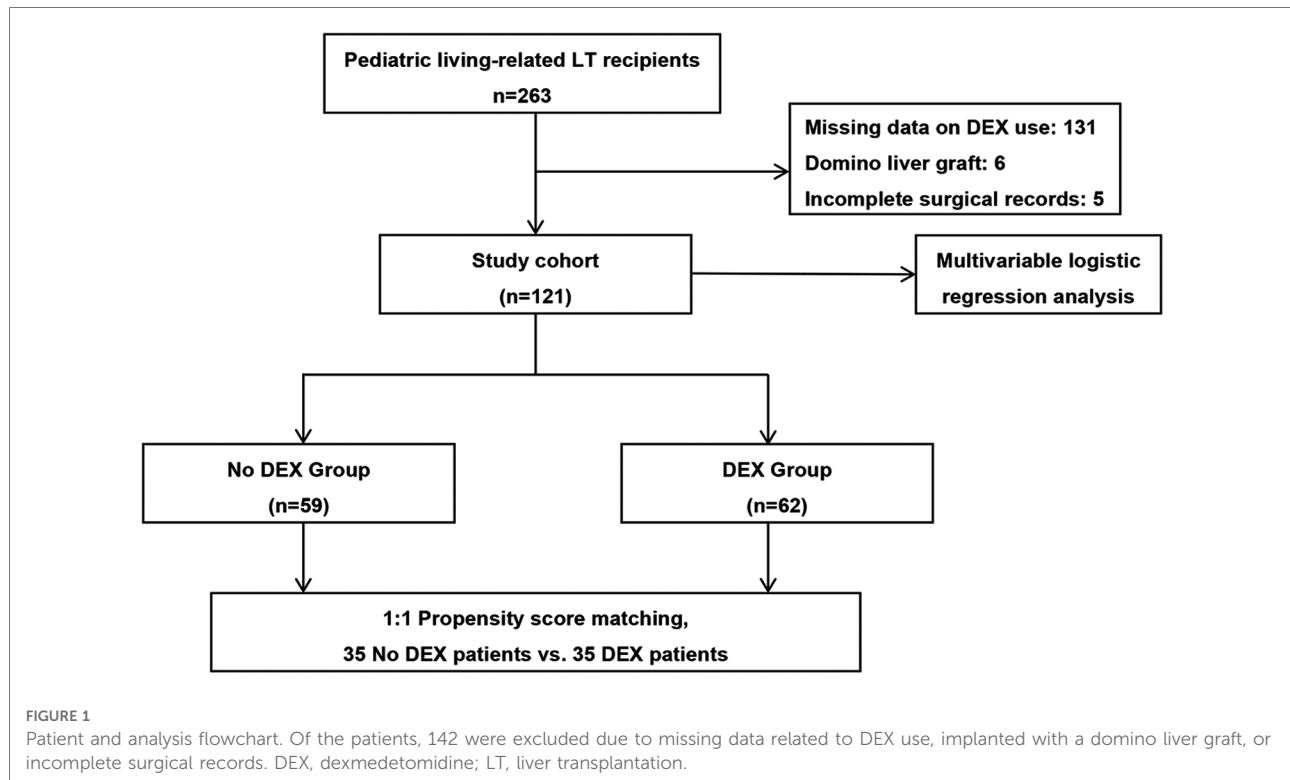 Pediatric living-related LT recipients
n=263
Missing data on DEX use: 131
Domino liver graft: 6
Incomplete surgical records: 5
Study cohort
(n=121)
Multivariable logistic
regression analysis
No DEX Group
(n=59)
DEX Group
(n=62)
1:1 Propensity score matching,
35 No DEX patients vs. 35 DEX patients
FIGURE 1
Patient and analysis flowchart. Of the patients, 142 were excluded due to missing data related to DEX use, implanted with a domino liver graft, or
incomplete surgical records. DEX, dexmedetomidine; LT, liver transplantation.